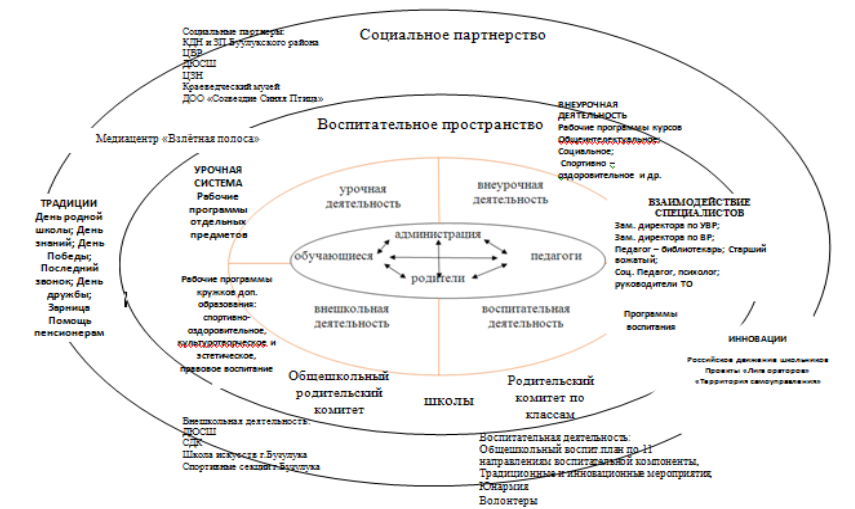 Социальное партнерство
Социальные партнеры:
КДН и ЗП Бугулукского района
ЦВР
ДЮСШ
ЦЗН
Краеведческий музей
ДОО «Созвездие Синяя Птица»
Медиацентр «Взлётная полоса»
Воспитательное пространство
ВНЕУРОЧНАЯ
ДЕЯТЕЛЬНОСТЬ
Рабочие программы курсов
Общеинтелектуальное;
Социальное;
Спортивно -
оздоровительное и др.
УРОЧНАЯ
СИСТЕМА
Рабочие
программы
отдельных
предметов
урочная
деятельность
внеурочная
деятельность
ТРАДИЦИИ
День родной
школы; День
знаний; День
Победы;
Последний
звонок; День
дружбы;
Зарница
Помощь
пенсионерам
ВЗАИМОДЕЙСТВИЕ
СПЕЦИАЛИСТОВ
Зам. директора по УВР;
Зам. директора по ВР;
Педагог – библиотекарь; Старший
вожатый;
Соц. Педагог, психолог;
руководители ТО
администрация
обучающиеся
педагоги
родители
Рабочие программы
кружков доп.
образования:
спортивно-
оздоровительное,
культуротворческое и
эстетическое,
правовое воспитание
внешкольная
деятельность
воспитательная
деятельность
Программы
воспитания
ИННОВАЦИИ
Российское движение школьников
Проекты «Лига ораторов»
«Территория самоуправления»
Общешкольный
родительский
комитет
школы
Родительский
комитет по
классам
Внешкольная деятельность:
ДЮСШ
СДК
Школа искусств г.Бугулука
Спортивные секции г.Бугулука
Воспитательная деятельность:
Общешкольный воспит.план по 11
направлениям воспитательной компоненты,
Традиционные и инновационные мероприятия,
Юнармия
Волонтеры